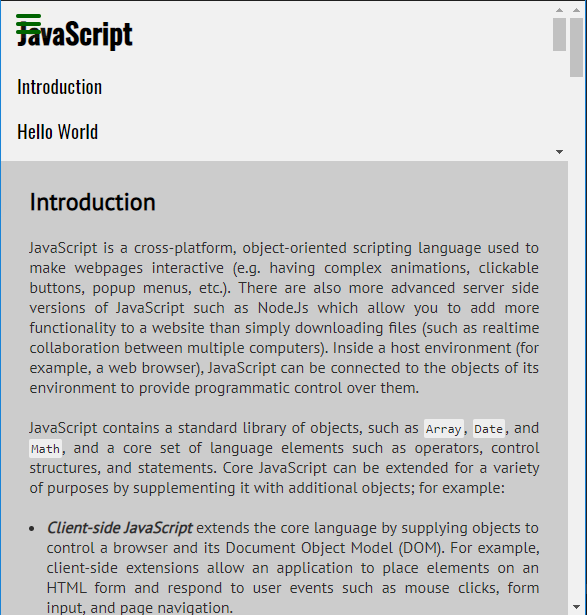 JavaScript
Introduction
Hello World
Introduction
JavaScript is a cross-platform, object-oriented scripting language used to
make webpages interactive (e.g. having complex animations, clickable
buttons, popup menus, etc.). There are also more advanced server side
versions of JavaScript such as Node.Js which allow you to add more
functionality to a website than simply downloading files (such as realtime
collaboration between multiple computers). Inside a host environment (for
example, a web browser), JavaScript can be connected to the objects of its
environment to provide programmatic control over them.
JavaScript contains a standard library of objects, such as Array, Date, and
Math, and a core set of language elements such as operators, control
structures, and statements. Core JavaScript can be extended for a variety
of purposes by supplementing it with additional objects; for example:
• Client-side JavaScript extends the core language by supplying objects to
control a browser and its Document Object Model (DOM). For example,
client-side extensions allow an application to place elements on an
HTML form and respond to user events such as mouse clicks, form
input, and page navigation.